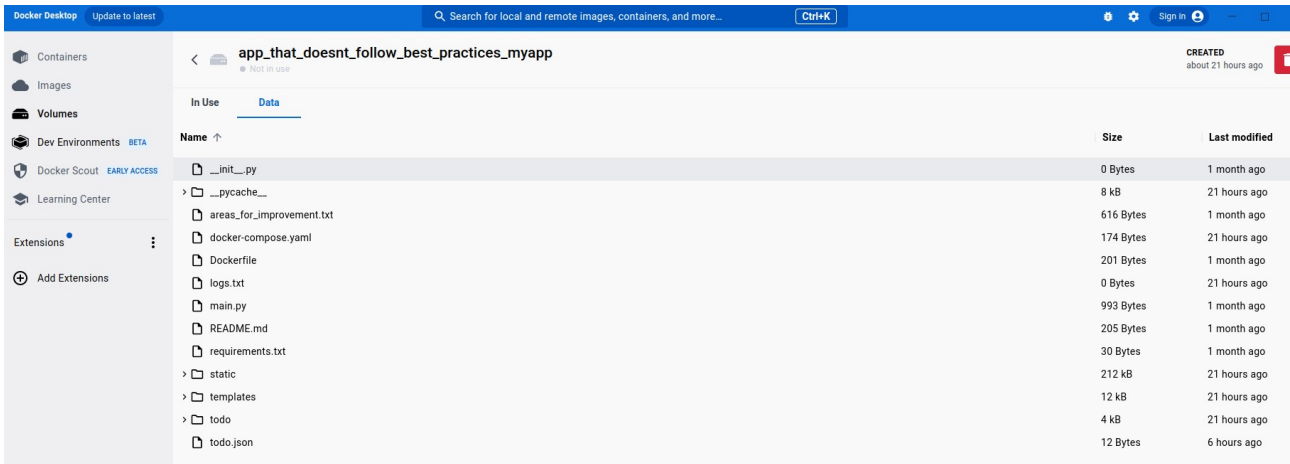 Docker Desktop Update to latest Search for local and remote images, containers, and more... Ctrl+K Sign in
Containers
Images
Volumes
Dev Environments BETA
Docker Scout EARLY ACCESS
Learning Center
Extensions
Add Extensions
app_that_doesnt_follow_best_practices_myapp
Not in use
CREATED
about 21 hours ago
In Use Data
Name Size Last modified
__init__.py 0 Bytes 1 month ago
__pycache__ 8 kB 21 hours ago
areas_for_improvement.txt 616 Bytes 1 month ago
docker-compose.yaml 174 Bytes 21 hours ago
Dockerfile 201 Bytes 1 month ago
logs.txt 0 Bytes 21 hours ago
main.py 993 Bytes 1 month ago
README.md 205 Bytes 1 month ago
requirements.txt 30 Bytes 1 month ago
static 212 kB 21 hours ago
templates 12 kB 21 hours ago
todo 4 kB 21 hours ago
todo.json 12 Bytes 6 hours ago